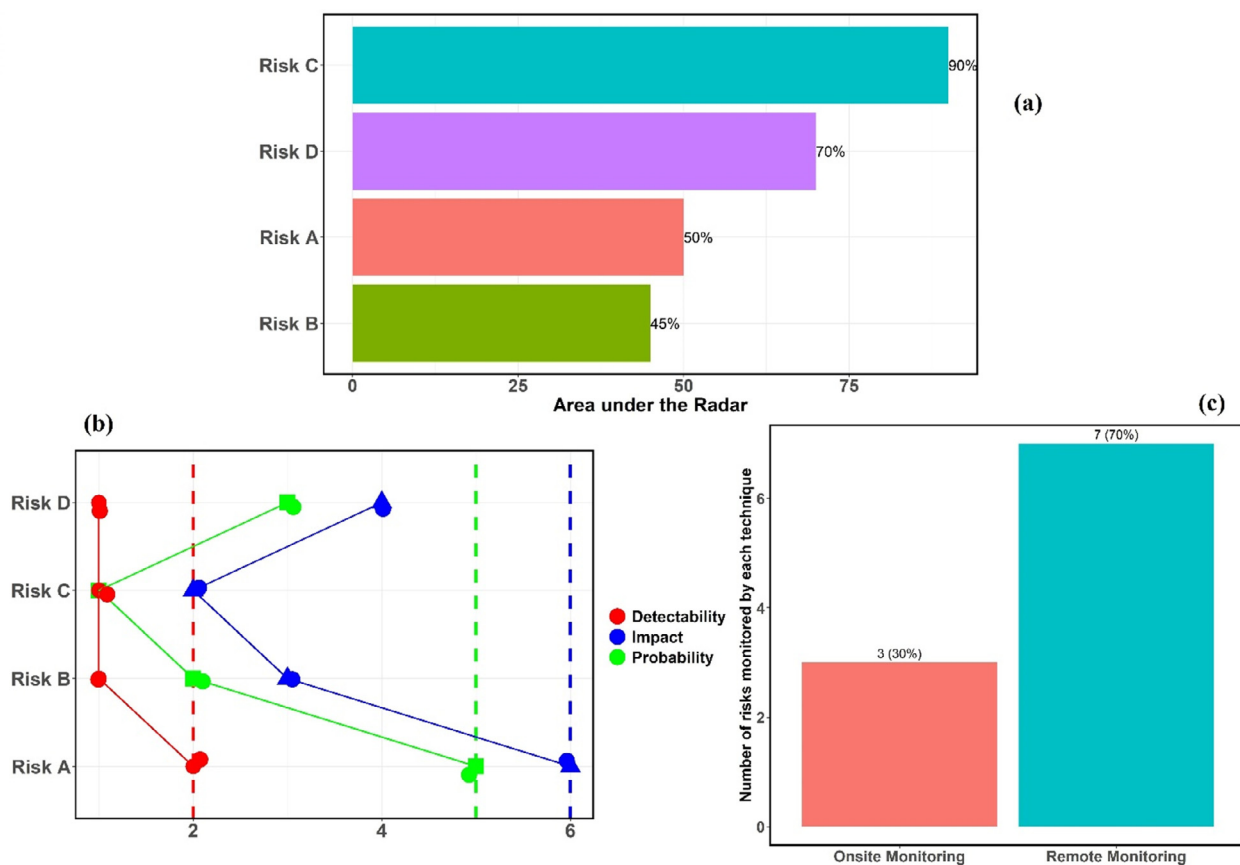 Risk C
90%
(a)
Risk D
70%
Risk A
50%
Risk B
45%
0 25 50 75
Area under the Radar
(b)
Risk D
Risk C
Risk B
Risk A
2 4 6
Detectability
Impact
Probability
(c)
Number of risks monitored by each technique
6
4
2
0
3 (30%)
7 (70%)
Onsite Monitoring
Remote Monitoring